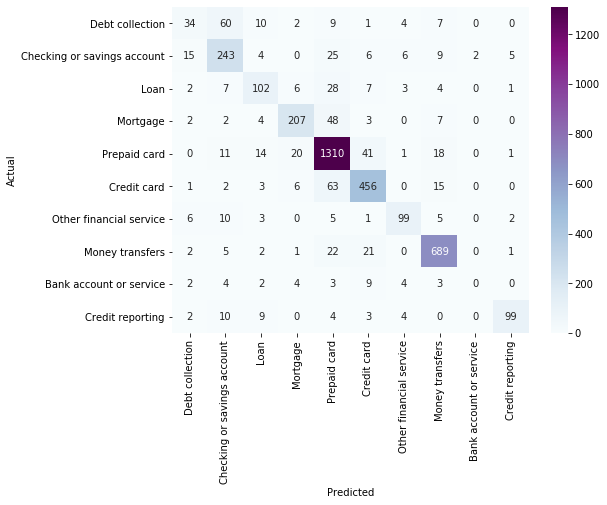 Debt collection 34 60 10 2 9 1 4 7 0 0
Checking or savings account 15 243 4 0 25 6 6 9 2 5
Loan 2 7 102 6 28 7 3 4 0 1
Mortgage 2 2 4 207 48 3 0 7 0 0
Prepaid card 0 11 14 20 1310 41 1 18 0 1
Credit card 1 2 3 6 63 456 0 15 0 0
Other financial service 6 10 3 0 5 1 99 5 0 2
Money transfers 2 5 2 1 22 21 0 689 0 1
Bank account or service 2 4 2 4 3 9 4 3 0 0
Credit reporting 2 10 9 0 4 3 4 0 0 99
Actual
Debt collection
Checking or savings account
Loan
Mortgage
Prepaid card
Credit card
Other financial service
Money transfers
Bank account or service
Credit reporting
Predicted
1200
1000
800
600
400
200
0